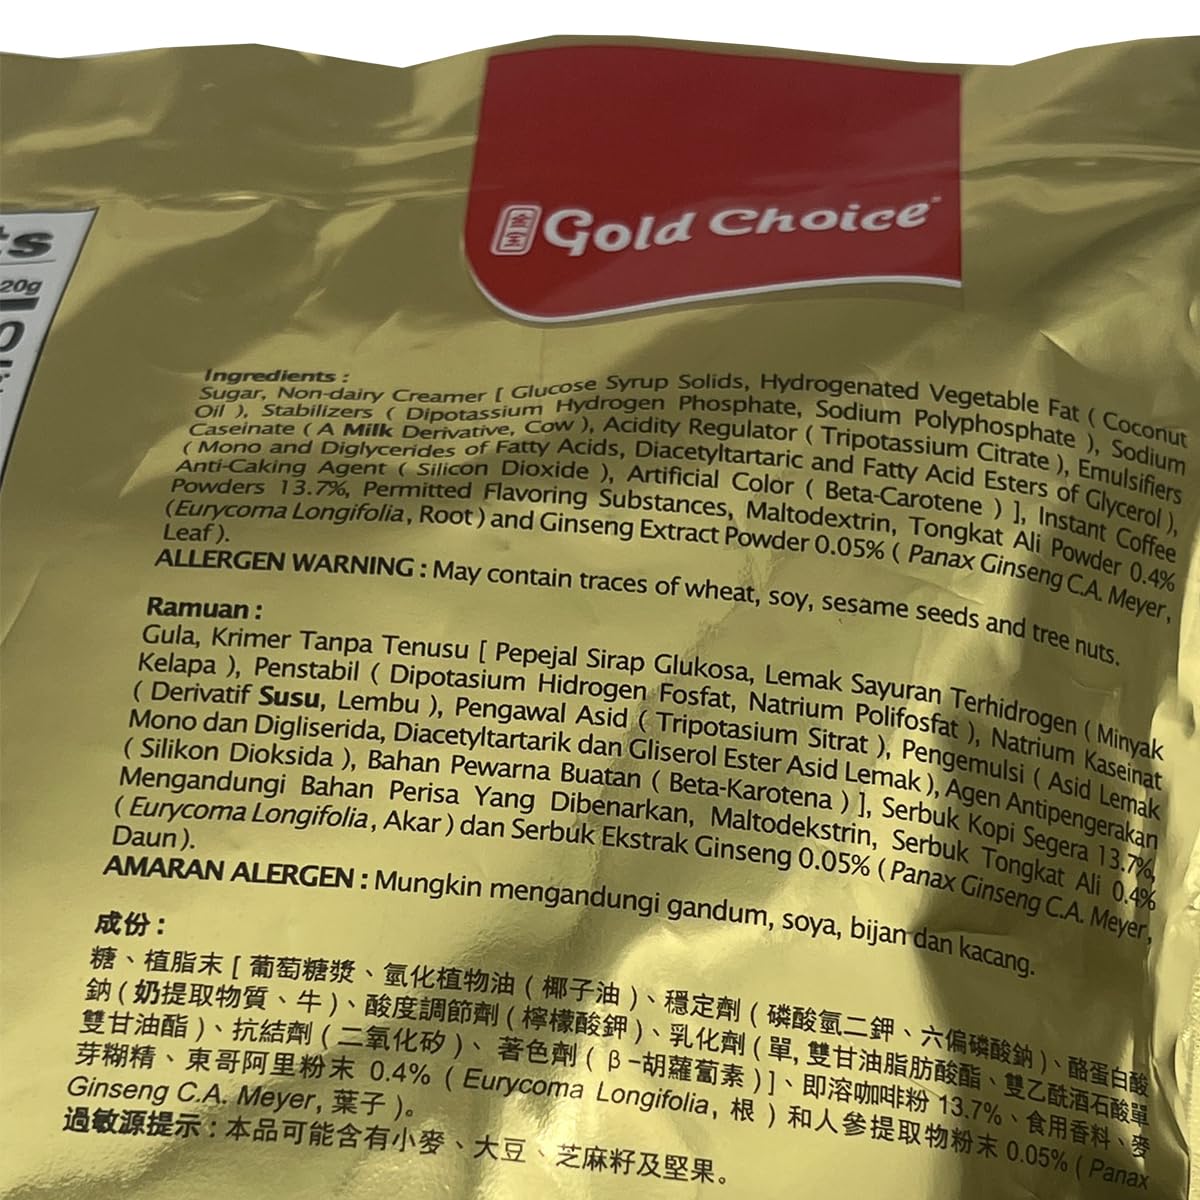 ts
20g
0
金宝 Gold Choice™
Ingredients :
Sugar, Non-dairy Creamer [ Glucose Syrup Solids, Hydrogenated Vegetable Fat ( Coconut
Oil ), Stabilizers ( Dipotassium Hydrogen Phosphate, Sodium Polyphosphate ), Sodium
Caseinate ( A Milk Derivative, Cow ), Acidity Regulator ( Tripotassium Citrate ), Emulsifiers
( Mono and Diglycerides of Fatty Acids, Diacetyltartaric and Fatty Acid Esters of Glycerol ),
Anti-Caking Agent ( Silicon Dioxide ), Artificial Color ( Beta-Carotene ) ], Instant Coffee
Powders 13.7%, Permitted Flavoring Substances, Maltodextrin, Tongkat Ali Powder 0.4%
(Eurycoma Longifolia, Root ) and Ginseng Extract Powder 0.05% ( Panax Ginseng C.A. Meyer,
Leaf ).
ALLERGEN WARNING : May contain traces of wheat, soy, sesame seeds and tree nuts.
Ramuan :
Gula, Krimer Tanpa Tenusu [ Pepejal Sirap Glukosa, Lemak Sayuran Terhidrogen ( Minyak
Kelapa ), Penstabil ( Dipotasium Hidrogen Fosfat, Natrium Polifosfat ), Natrium Kaseinat
( Derivatif Susu, Lembu ), Pengawal Asid ( Tripotasium Sitrat ), Pengemulsi ( Asid Lemak
Mono dan Digliserida, Diacetyltartarik dan Gliserol Ester Asid Lemak ), Agen Antipengerakan
( Silikon Dioksida ), Bahan Pewarna Buatan ( Beta-Karotena ) ], Serbuk Kopi Segera 13.7%,
Mengandungi Bahan Perisa Yang Dibenarkan, Maltodekstrin, Serbuk Tongkat Ali 0.4%
( Eurycoma Longifolia, Akar ) dan Serbuk Ekstrak Ginseng 0.05% ( Panax Ginseng C.A. Meyer,
Daun ).
AMARAN ALERGEN : Mungkin mengandungi gandum, soya, bijan dan kacang.
成份：
糖、植脂末 [ 葡萄糖漿、氫化植物油 ( 椰子油 )、穩定劑 ( 磷酸氫二鉀、六偏磷酸鈉 )、酪蛋白酸
鈉 ( 奶提取物質、牛 )、酸度調節劑 ( 檸檬酸鉀 )、乳化劑 ( 單, 雙甘油脂肪酸酯、雙乙酰酒石酸單
雙甘油酯 )、抗結劑 ( 二氧化矽 )、著色劑 ( β-胡蘿蔔素 ) ]、即溶咖啡粉 13.7%、食用香料、麥
芽糊精、東哥阿里粉末 0.4% ( Eurycoma Longifolia, 根 ) 和人參提取物粉末 0.05% ( Panax
Ginseng C.A. Meyer, 葉子 )。
過敏源提示：本品可能含有小麥、大豆、芝麻籽及堅果。